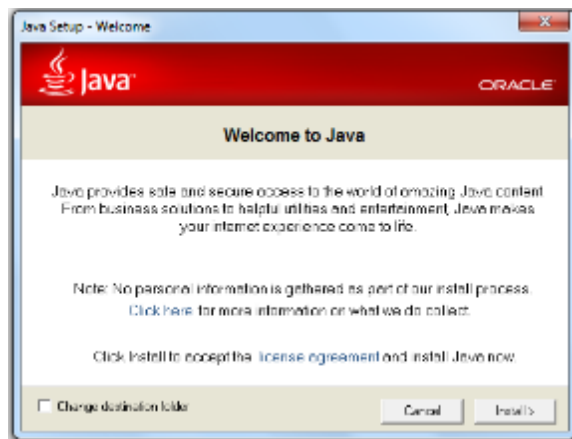 Java Setup - Welcome
Java™
ORACLE
Welcome to Java
Java provides safe and secure access to the world of amazing Java content
From business solutions to helpful utilities and entertainment, Java makes
your internet experience come to life.
Note: No personal information is gathered as part of our install process.
Click here for more information on what we do collect.
Click Install to accept the license agreement and install Java now.
Change destination folder
Cancel
Install >